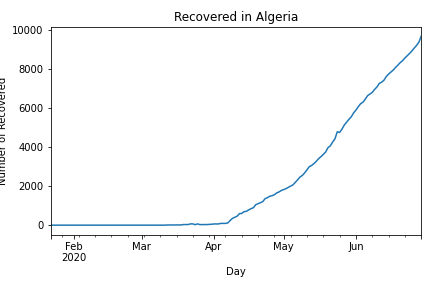 Recovered in Algeria
10000
8000
6000
4000
2000
0
Number of Recovered
Feb Mar Apr May Jun
2020
Day